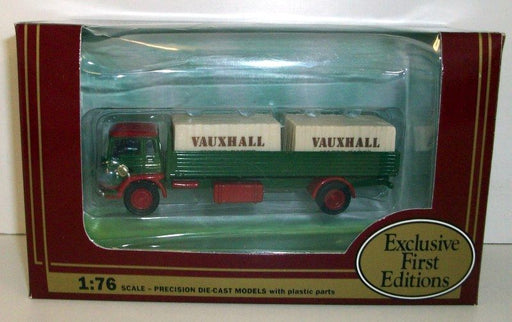 VAUXHALL
VAUXHALL
Exclusive
First
Editions
1:76 SCALE – PRECISION DIE-CAST MODELS with plastic parts